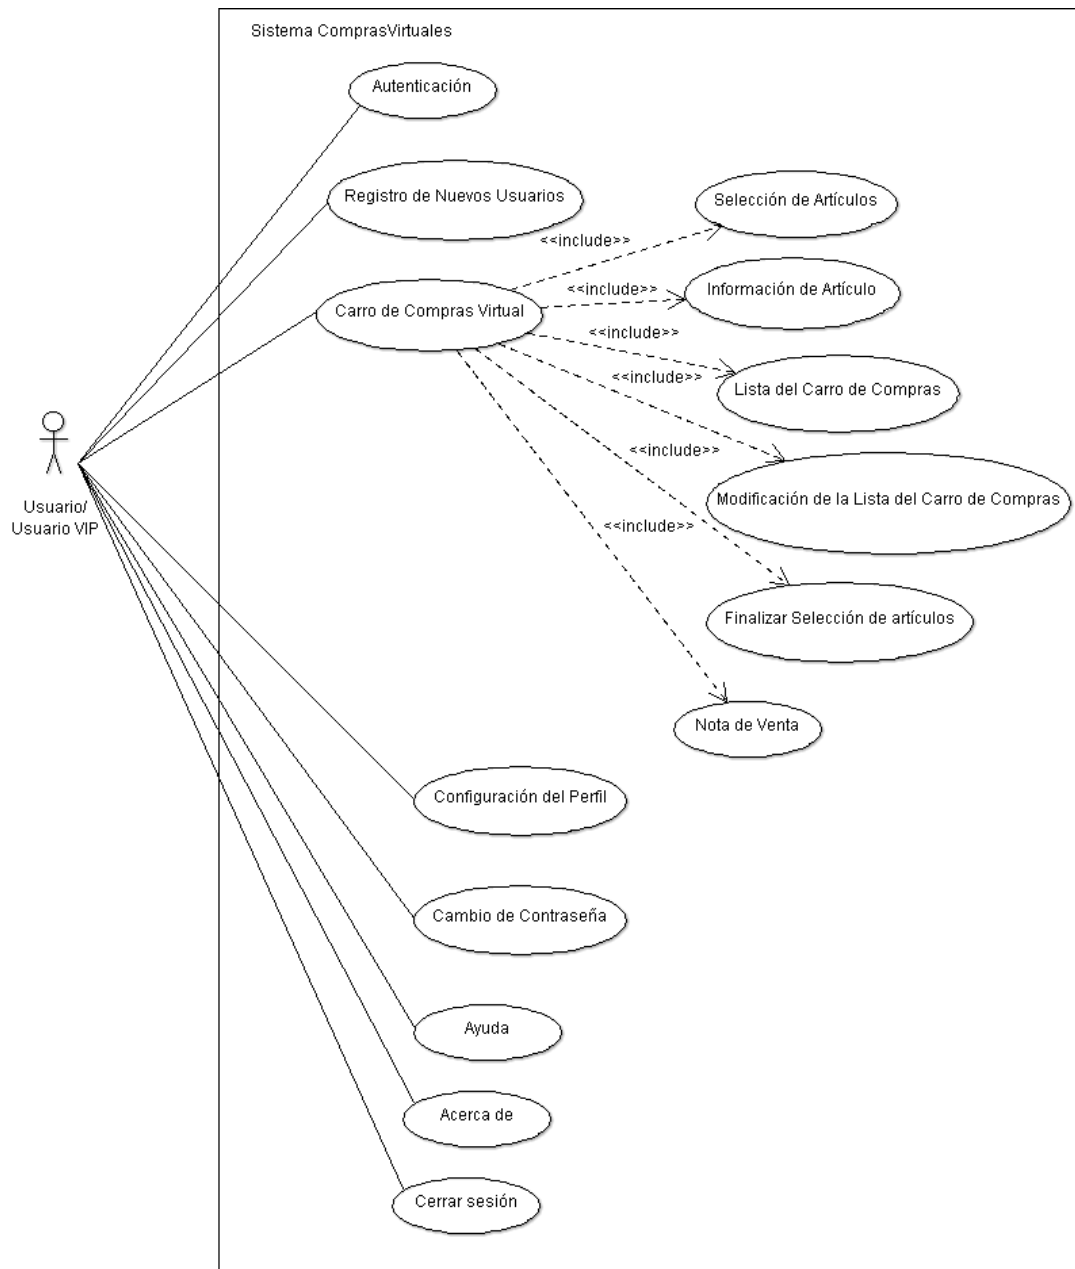 Sistema ComprasVirtuales
Autenticación
Registro de Nuevos Usuarios
Selección de Artículos
<<include>>
Información de Artículo
<<include>>
Carro de Compras Virtual
<<include>>
<<include>>
Lista del Carro de Compras
<<include>>
Modificación de la Lista del Carro de Compras
Usuario/
Usuario VIP
<<include>>
Finalizar Selección de artículos
Nota de Venta
Configuración del Perfil
Cambio de Contraseña
Ayuda
Acerca de
Cerrar sesión